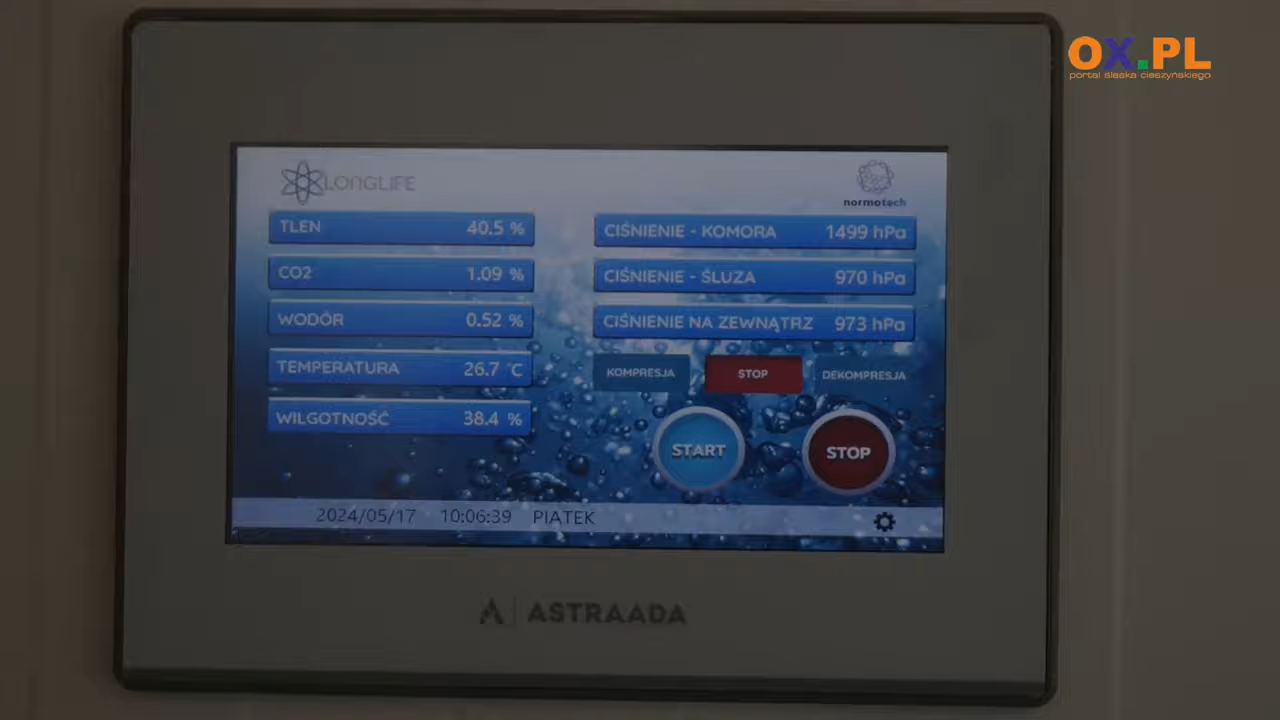 OX.PL
portal śląska cieszyńskiego
LONGLIFE
normotech
TLEN 40.5 %
CO2 1.09 %
WODÓR 0.52 %
TEMPERATURA 26.7 °C
WILGOTNOŚĆ 38.4 %
CIŚNIENIE - KOMORA 1499 hPa
CIŚNIENIE - ŚLUZA 970 hPa
CIŚNIENIE NA ZEWNĄTRZ 973 hPa
KOMPRESJA STOP DEKOMPRESJA
START STOP
2024/05/17 10:06:39 PIATEK
ASTRAADA